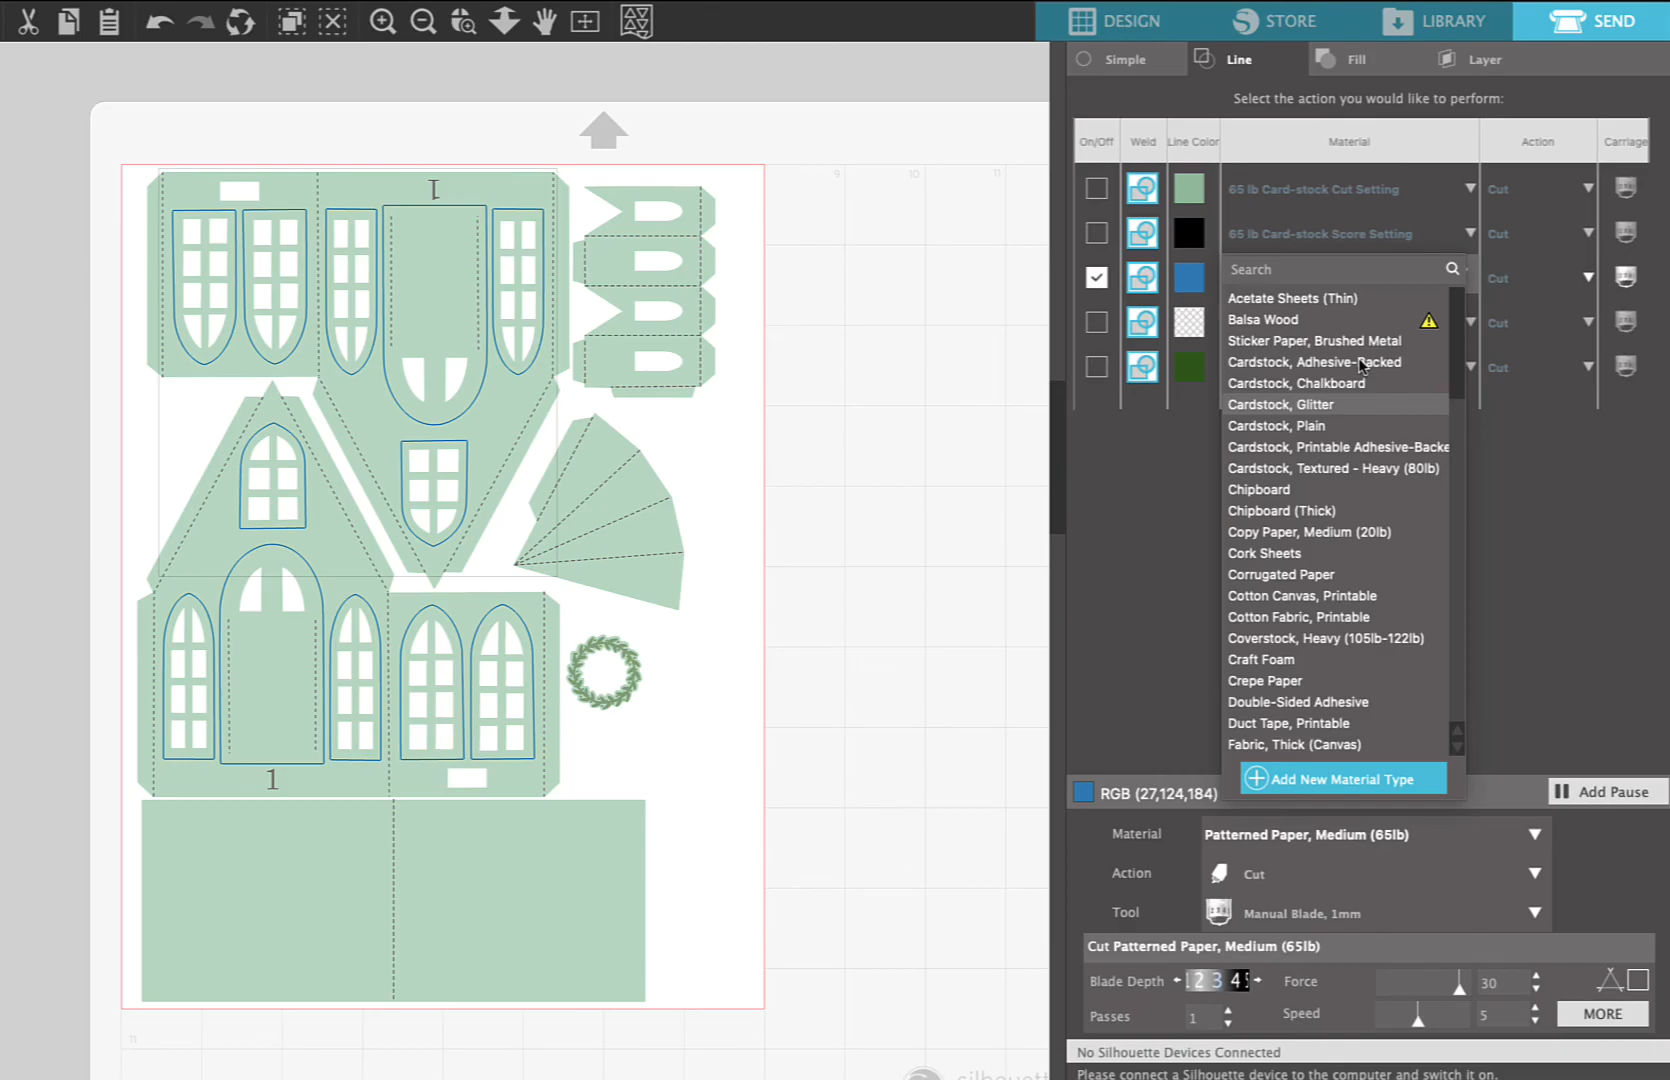 DESIGN
STORE
LIBRARY
SEND
Simple
Line
Fill
Layer
Select the action you would like to perform:
On/Off
Weld
Line Color
Material
Action
Carriage
65 lb Card-stock Cut Setting
Cut
65 lb Card-stock Score Setting
Cut
Search
Cut
Acetate Sheets (Thin)
Balsa Wood
Cut
Sticker Paper, Brushed Metal
Cardstock, Adhesive-Backed
Cut
Cardstock, Chalkboard
Cardstock, Glitter
Cardstock, Plain
Cardstock, Printable Adhesive-Backe
Cardstock, Textured - Heavy (80lb)
Chipboard
Chipboard (Thick)
Copy Paper, Medium (20lb)
Cork Sheets
Corrugated Paper
Cotton Canvas, Printable
Cotton Fabric, Printable
Coverstock, Heavy (105lb-122lb)
Craft Foam
Crepe Paper
Double-Sided Adhesive
Duct Tape, Printable
Fabric, Thick (Canvas)
Add New Material Type
RGB (27,124,184)
Add Pause
Material
Patterned Paper, Medium (65lb)
Action
Cut
Tool
Manual Blade, 1mm
Cut Patterned Paper, Medium (65lb)
Blade Depth
2 3 4
Force
30
Passes
1
Speed
5
MORE
No Silhouette Devices Connected
Please connect a Silhouette device to the computer and switch it on.
9
10
11
1
1
11
silhouette